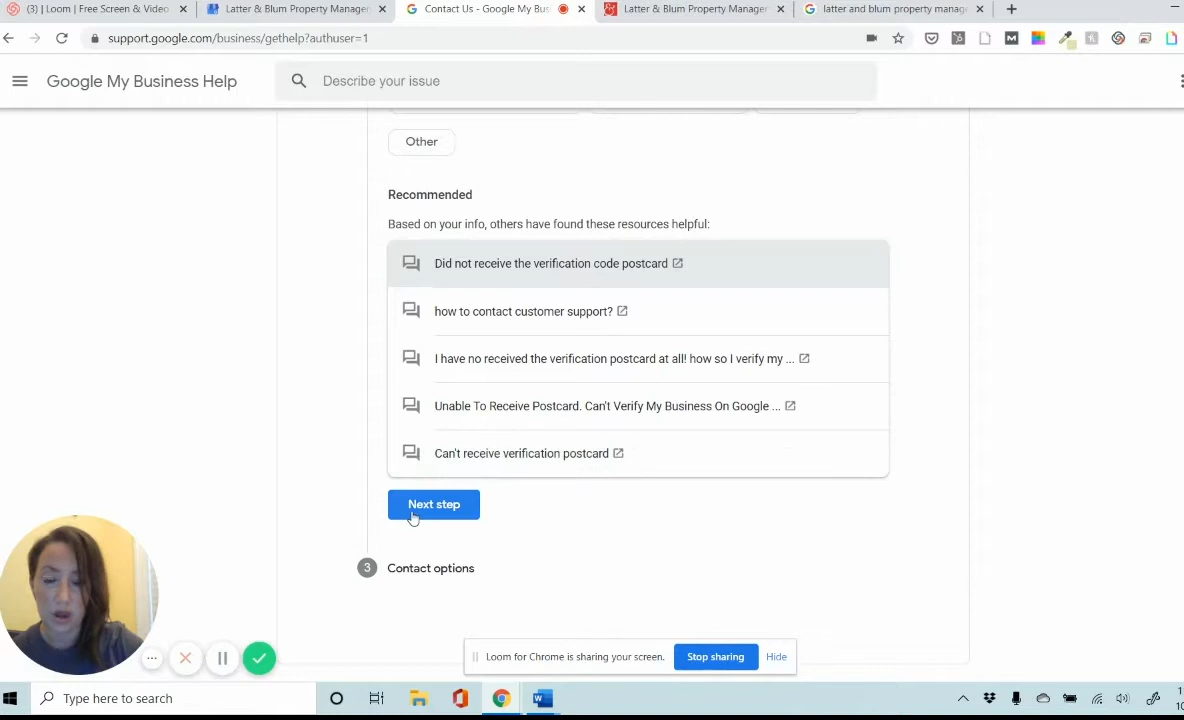 (3) | Loom | Free Screen & Video
Latter & Blum Property Manager
Contact Us - Google My Busi
Latter & Blum Property Manager
latter and blum property manag
support.google.com/business/gethelp?authuser=1
Google My Business Help
Describe your issue
Other
Recommended
Based on your info, others have found these resources helpful:
Did not receive the verification code postcard
how to contact customer support?
I have no received the verification postcard at all! how so I verify my ...
Unable To Receive Postcard. Can't Verify My Business On Google ...
Can't receive verification postcard
Next step
3 Contact options
Loom for Chrome is sharing your screen.
Stop sharing
Hide
Type here to search